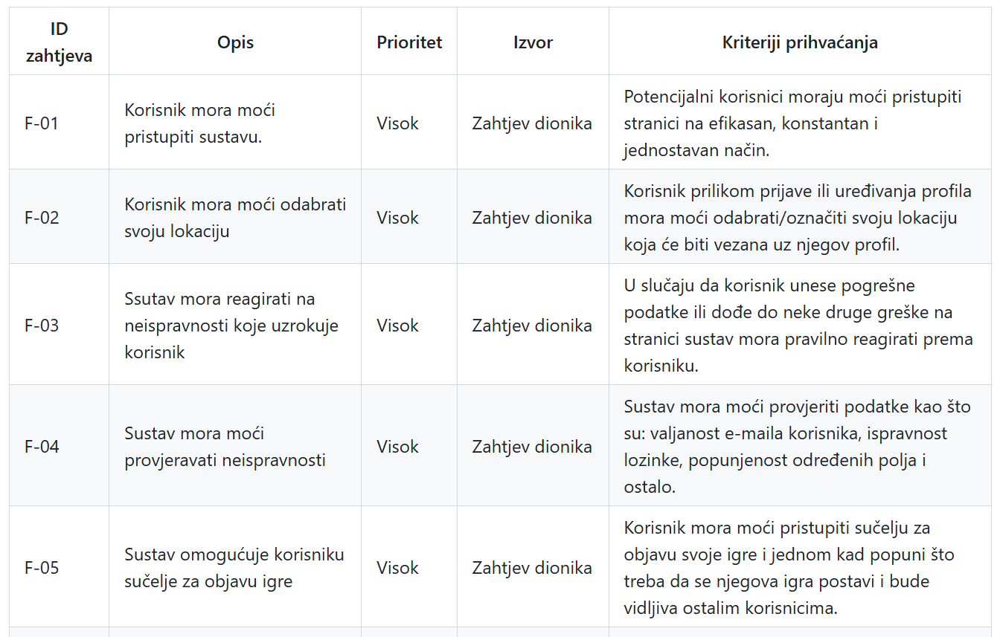 ID
zahtjeva
Opis
Prioritet
Izvor
Kriteriji prihvaćanja
F-01
Korisnik mora moći
pristupiti sustavu.
Visok
Zahtjev dionika
Potencijalni korisnici moraju moći pristupiti
stranici na efikasan, konstantan i
jednostavan način.
F-02
Korisnik mora moći odabrati
svoju lokaciju
Visok
Zahtjev dionika
Korisnik prilikom prijave ili uređivanja profila
mora moći odabrati/označiti svoju lokaciju
koja će biti vezana uz njegov profil.
F-03
Ssutav mora reagirati na
neispravnosti koje uzrokuje
korisnik
Visok
Zahtjev dionika
U slučaju da korisnik unese pogrešne
podatke ili dođe do neke druge greške na
stranici sustav mora pravilno reagirati prema
korisniku.
F-04
Sustav mora moći
provjeravati neispravnosti
Visok
Zahtjev dionika
Sustav mora moći provjeriti podatke kao što
su: valjanost e-maila korisnika, ispravnost
lozinke, popunjenost određenih polja i
ostalo.
F-05
Sustav omogućuje korisniku
sučelje za objavu igre
Visok
Zahtjev dionika
Korisnik mora moći pristupiti sučelju za
objavu svoje igre i jednom kad popuni što
treba da se njegova igra postavi i bude
vidljiva ostalim korisnicima.